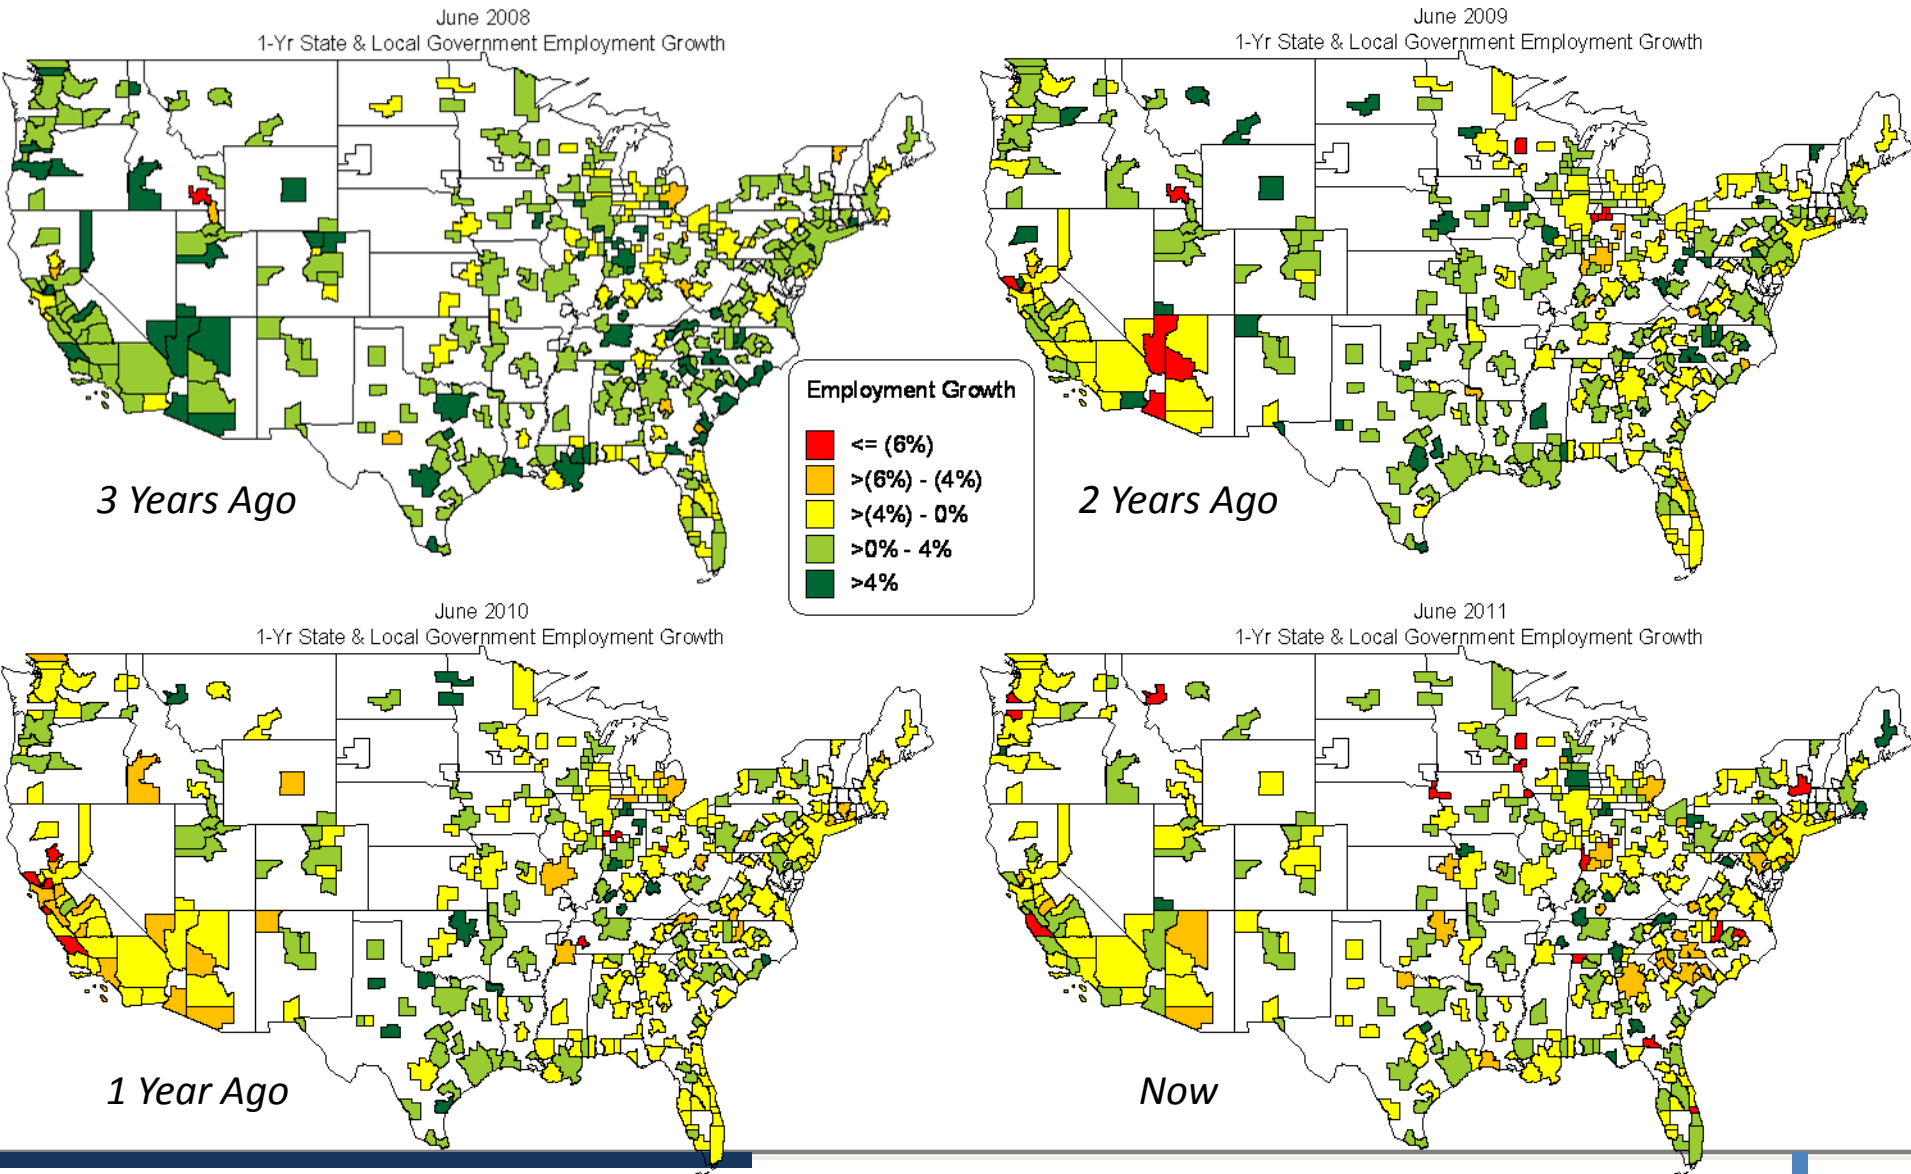 June 2008
1-Yr State & Local Government Employment Growth
3 Years Ago
June 2009
1-Yr State & Local Government Employment Growth
2 Years Ago
Employment Growth
<= (6%)
>(6%) - (4%)
>(4%) - 0%
>0% - 4%
>4%
June 2010
1-Yr State & Local Government Employment Growth
1 Year Ago
June 2011
1-Yr State & Local Government Employment Growth
Now